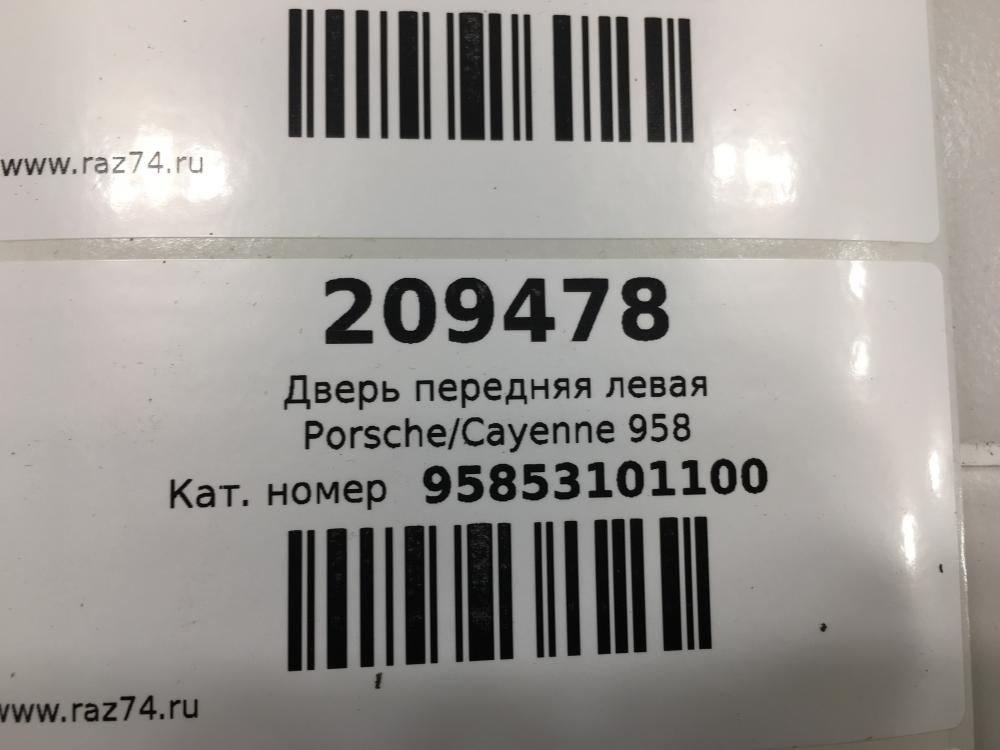 www.raz74.ru
209478
Дверь передняя левая
Porsche/Cayenne 958
Кат. номер 95853101100
www.raz74.ru